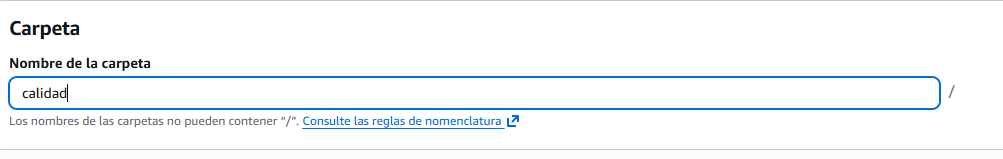 Carpeta
Nombre de la carpeta
calidad
/
Los nombres de las carpetas no pueden contener “/”. Consulte las reglas de nomenclatura